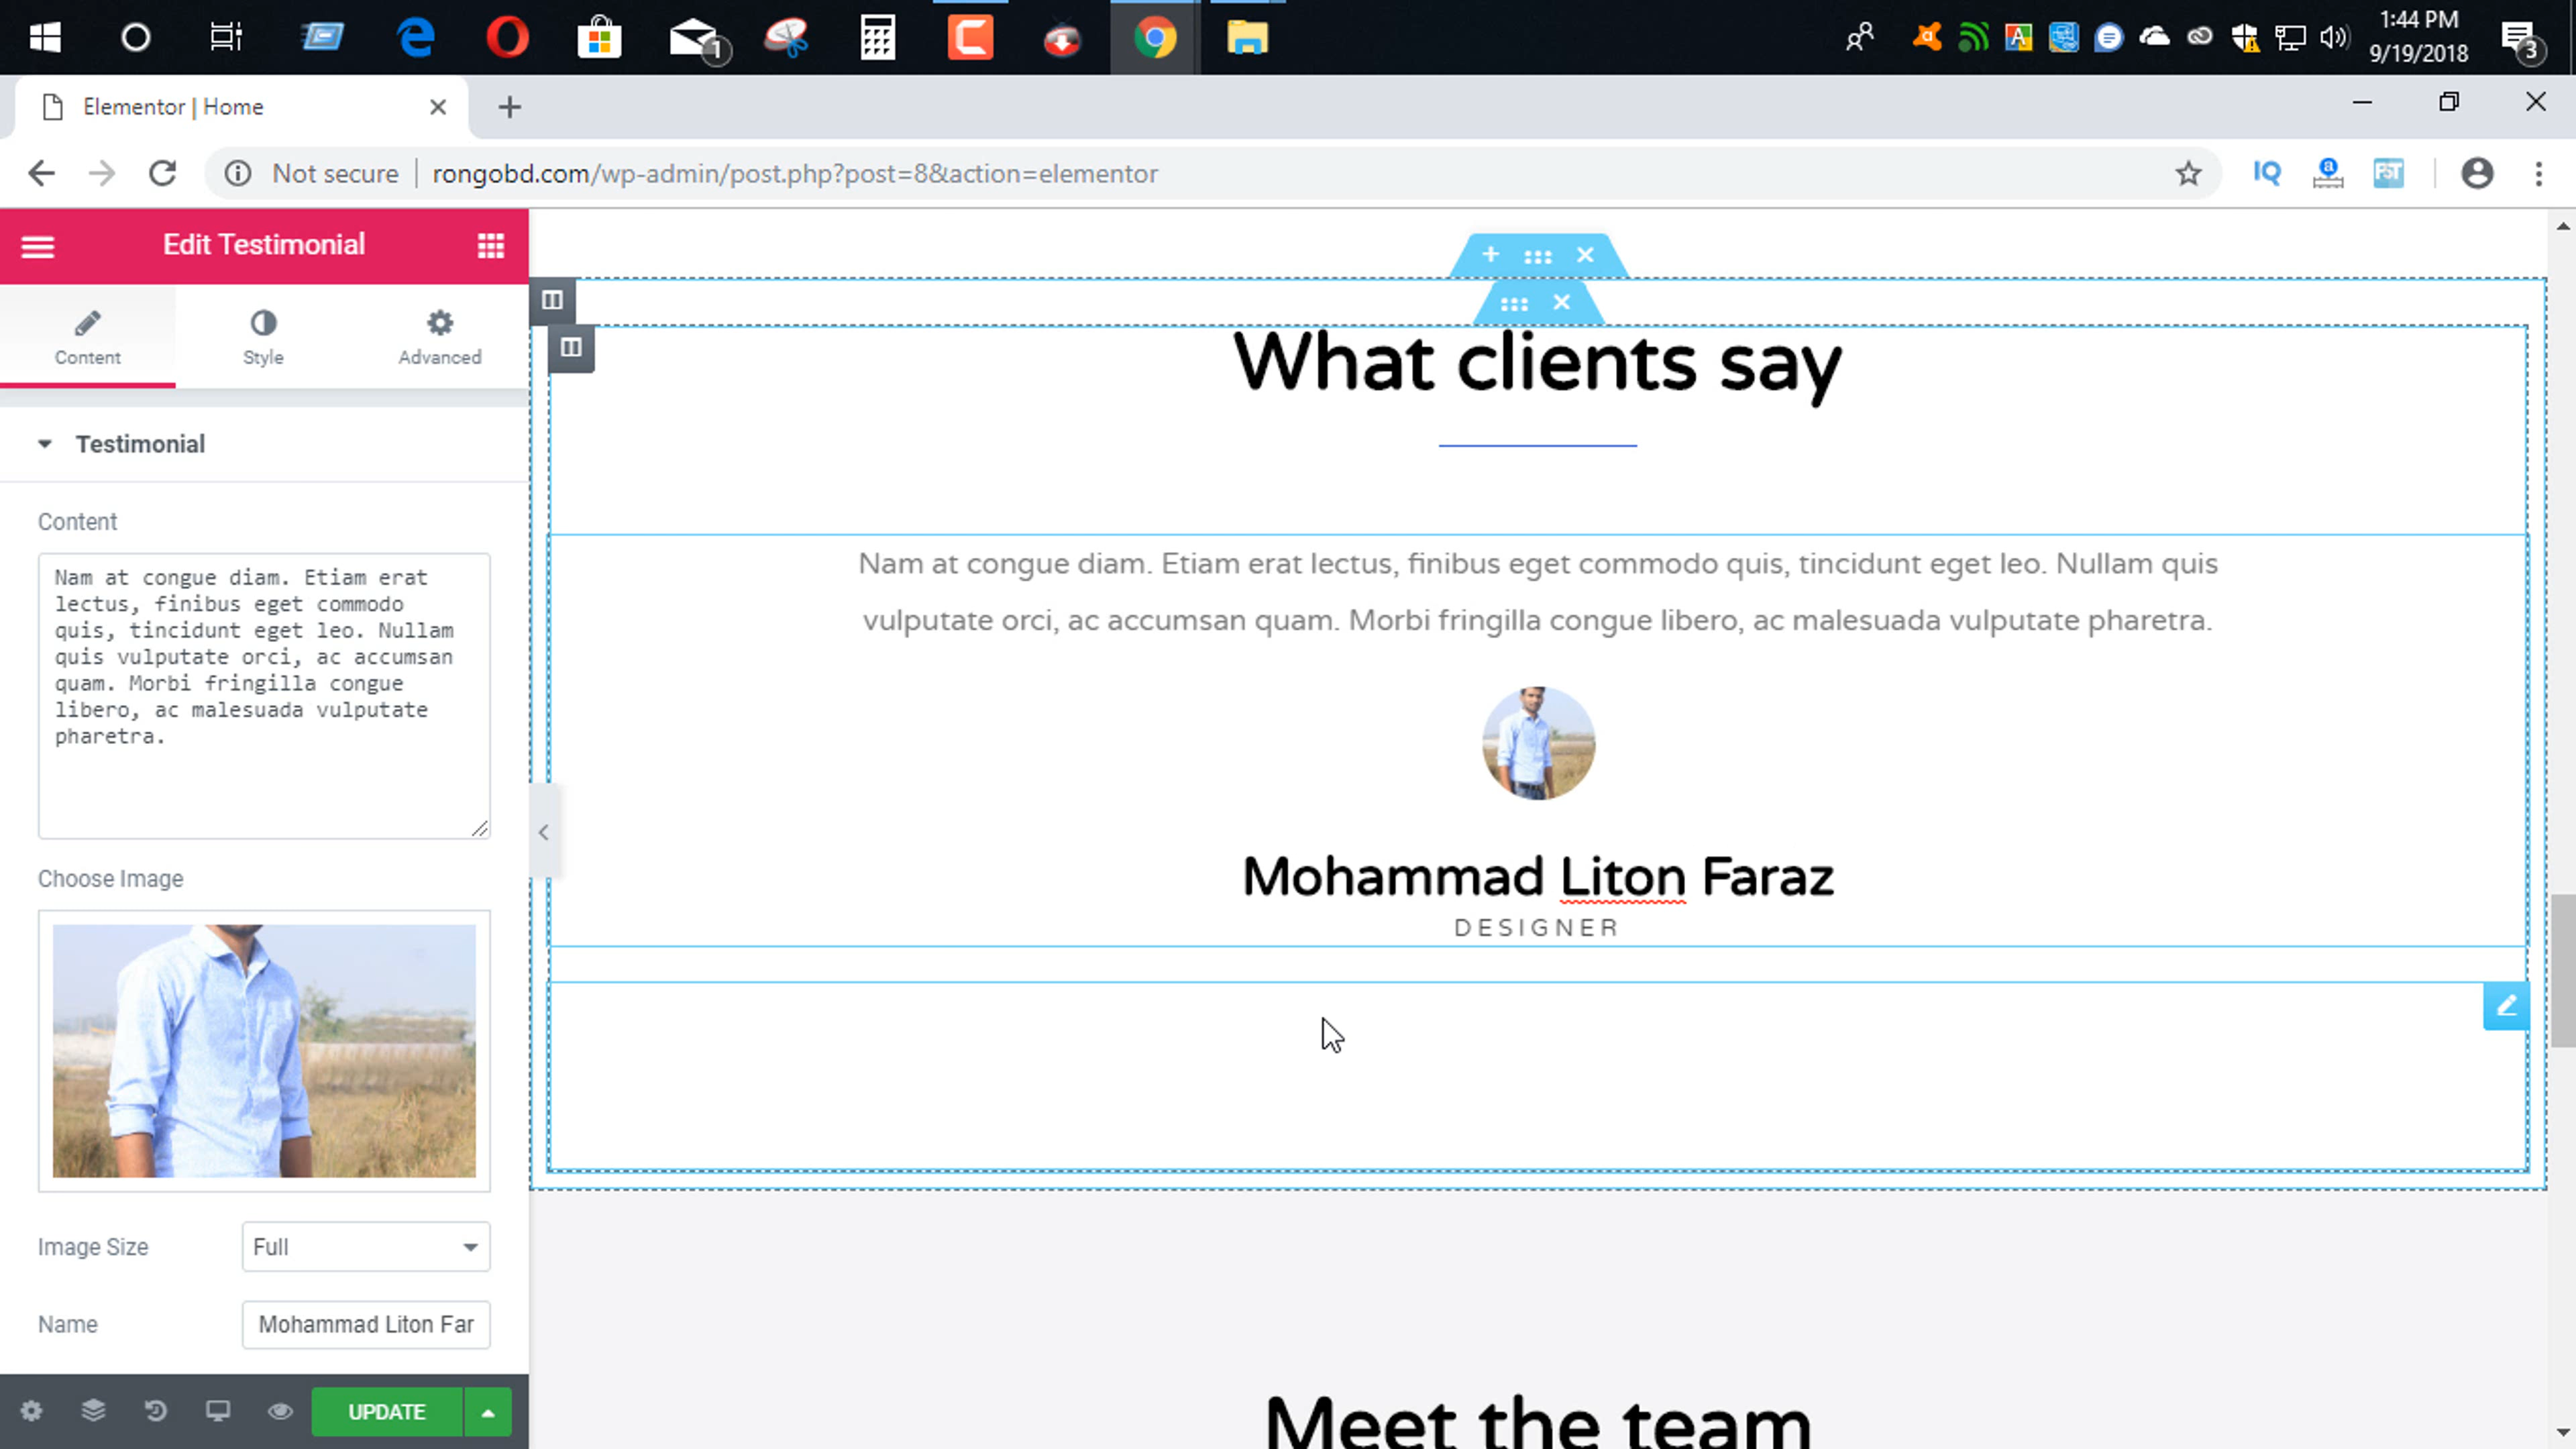 1
1:44 PM
9/19/2018
3
Elementor | Home
Not secure
rongobd.com/wp-admin/post.php?post=8&action=elementor
IQ
a
FST
Edit Testimonial
Content
Style
Advanced
Testimonial
Content
Nam at congue diam. Etiam erat
lectus, finibus eget commodo
quis, tincidunt eget leo. Nullam
quis vulputate orci, ac accumsan
quam. Morbi fringilla congue
libero, ac malesuada vulputate
pharetra.
Choose Image
Image Size
Full
Name
Mohammad Liton Far
UPDATE
What clients say
Nam at congue diam. Etiam erat lectus, finibus eget commodo quis, tincidunt eget leo. Nullam quis
vulputate orci, ac accumsan quam. Morbi fringilla congue libero, ac malesuada vulputate pharetra.
Mohammad Liton Faraz
DESIGNER
Meet the team